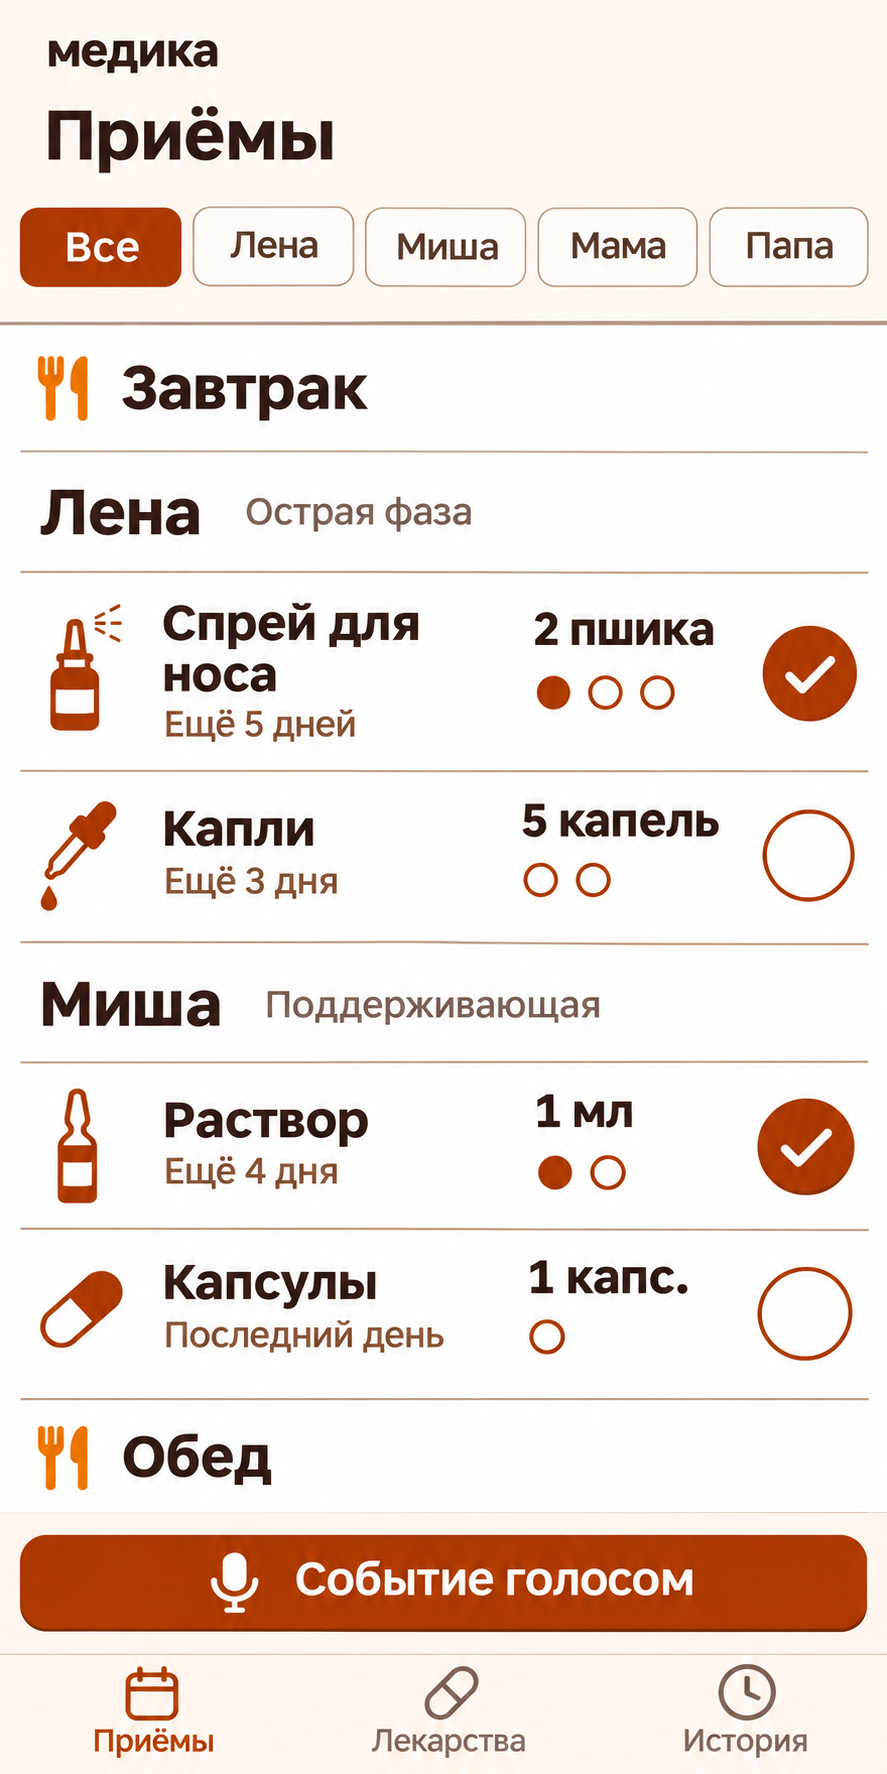 медика
Приёмы
Все Лена Миша Мама Папа
Завтрак
Лена Острая фаза
Спрей для
носа
Ещё 5 дней
2 пшика
Капли
Ещё 3 дня
5 капель
Миша Поддерживающая
Раствор
Ещё 4 дня
1 мл
Капсулы
Последний день
1 капс.
Обед
Событие голосом
Приёмы Лекарства История